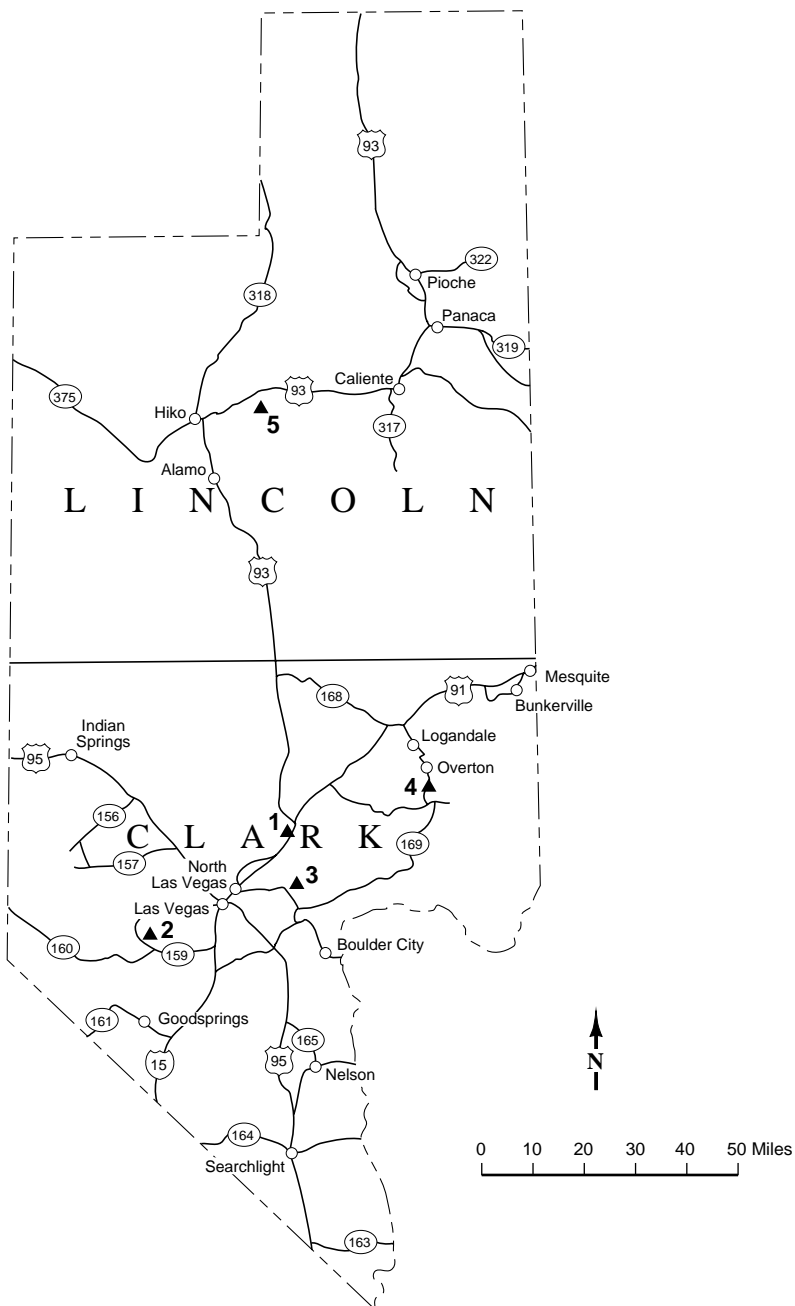 93
322
Pioche
318
Panaca
319
Caliente
93
375
Hiko
5
317
Alamo
L I N C O L N
93
Mesquite
168
91
Bunkerville
Indian
Springs
Logandale
95
Overton
4
156
1
C L A R K
169
157
North
Las Vegas
3
Las Vegas
2
160
159
Boulder City
161
Goodsprings
15
95
165
Nelson
N
164
Searchlight
0 10 20 30 40 50 Miles
163